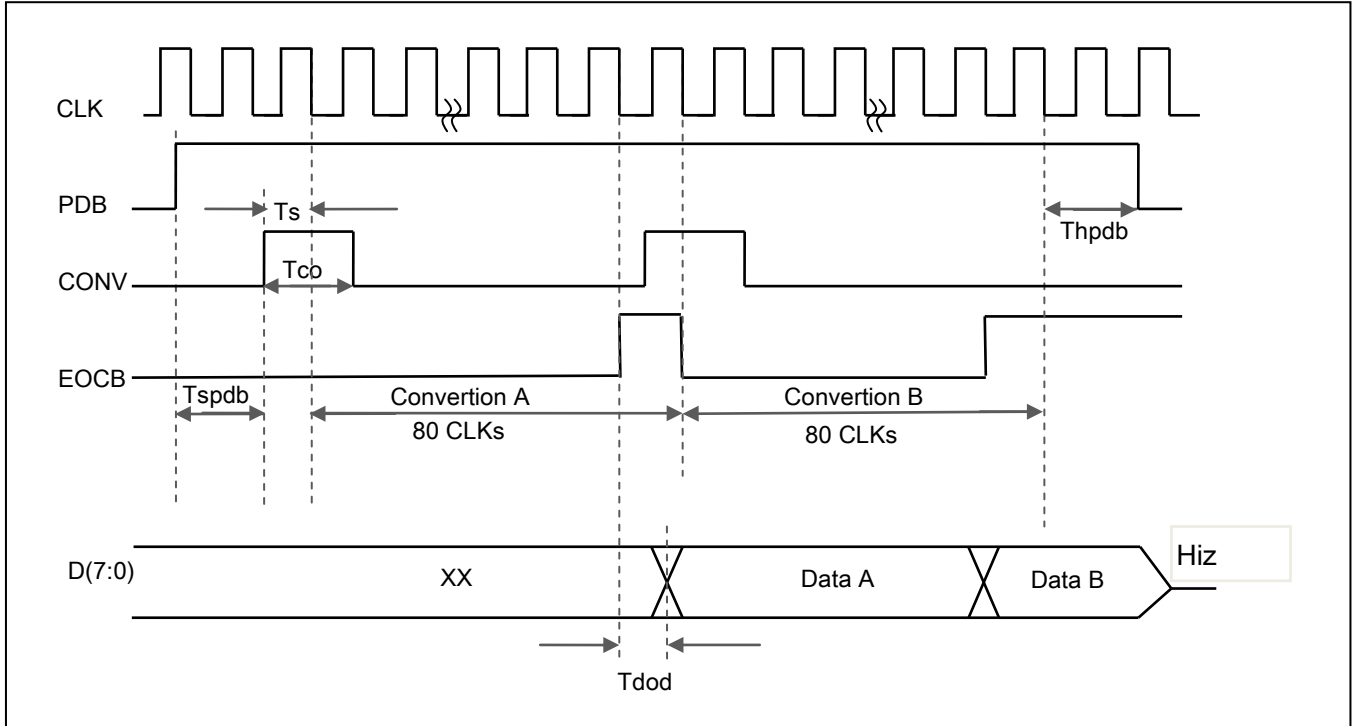 CLK
PDB
Ts
Thpdb
CONV
Tco
EOCB
Tspdb
Convertion A
Convertion B
80 CLKs
80 CLKs
D(7:0)
XX
Data A
Data B
Hiz
Tdod